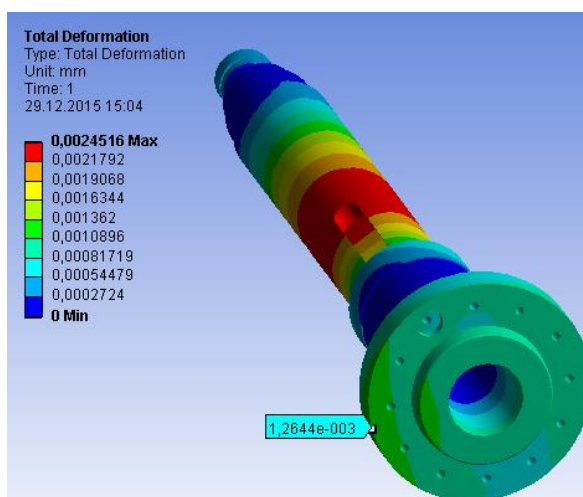 Total Deformation
Type: Total Deformation
Unit: mm
Time: 1
29.12.2015 15:04
0,0024516 Max
0,0021792
0,0019068
0,0016344
0,001362
0,0010896
0,00081719
0,00054479
0,0002724
0 Min
1,2644e-003